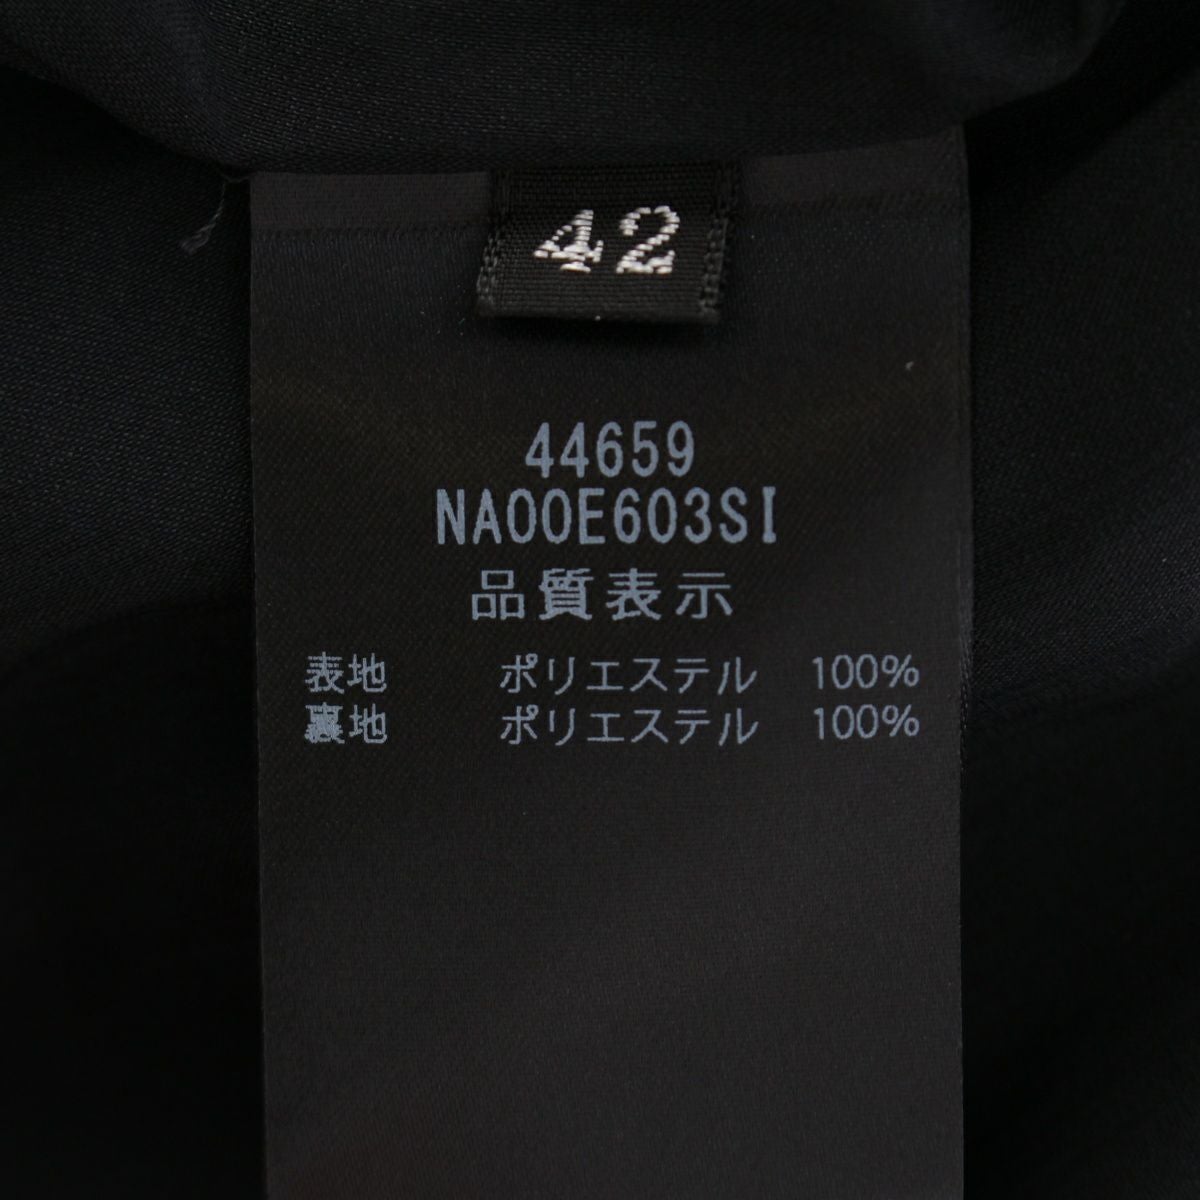 42
44659
NA00E603SI
品質表示
表地 ポリエステル 100%
裏地 ポリエステル 100%